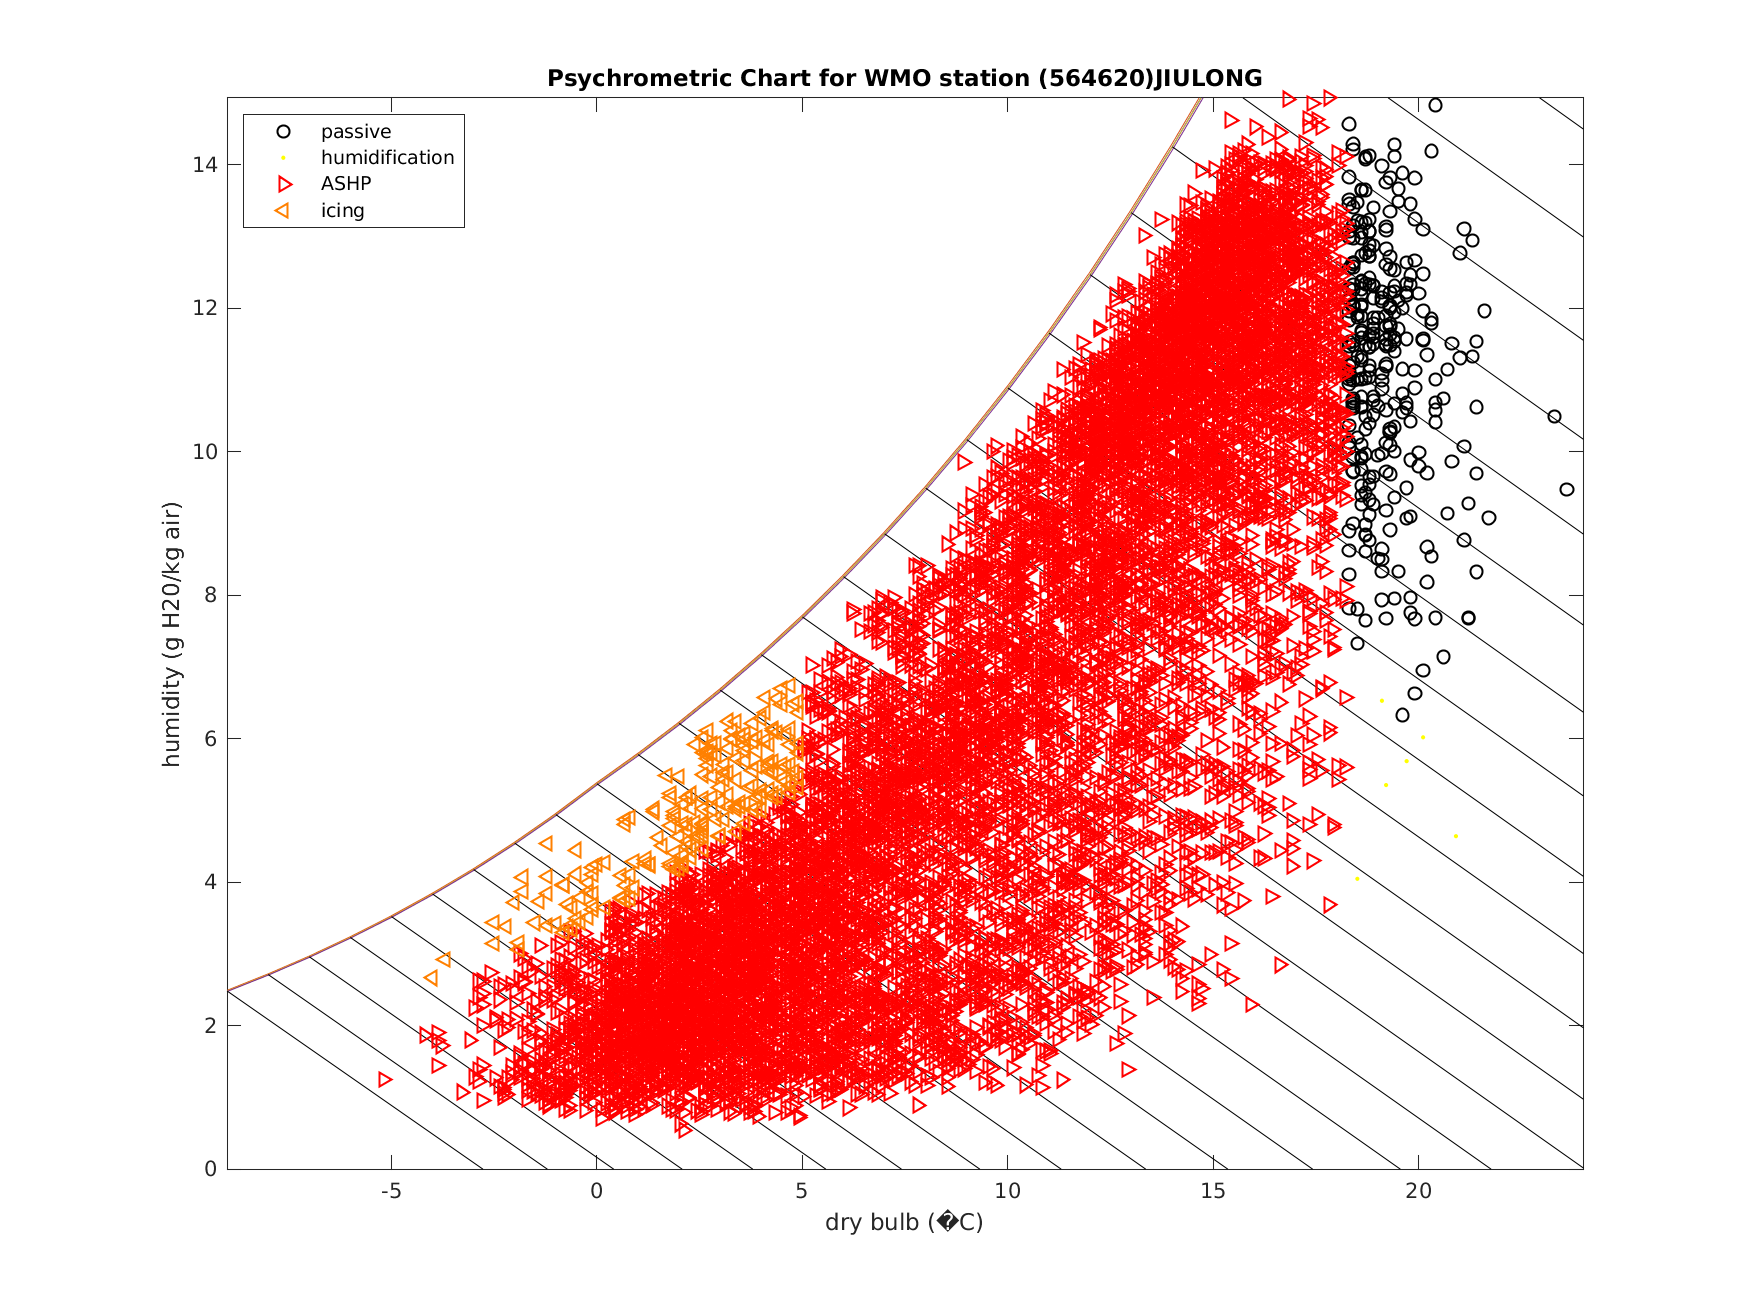 Psychrometric Chart for WMO station (564620)JIULONG
passive
humidification
ASHP
icing
14
12
10
8
6
4
2
0
humidity (g H20/kg air)
-5
0
5
10
15
20
dry bulb (�C)